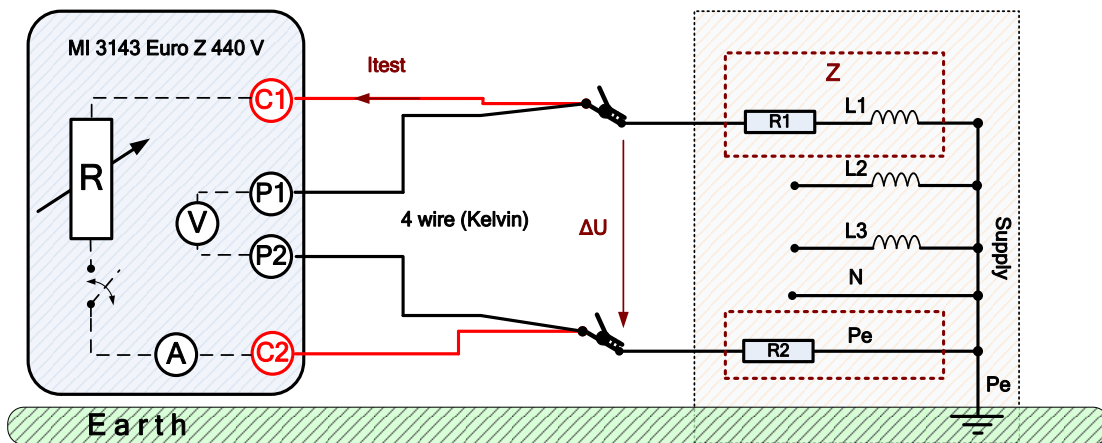 MI 3143 Euro Z 440 V
C1
Itest
Z
R1
L1
R
P1
V
4 wire (Kelvin)
P2
ΔU
L2
L3
N
Supply
A
C2
R2
Pe
Pe
Earth